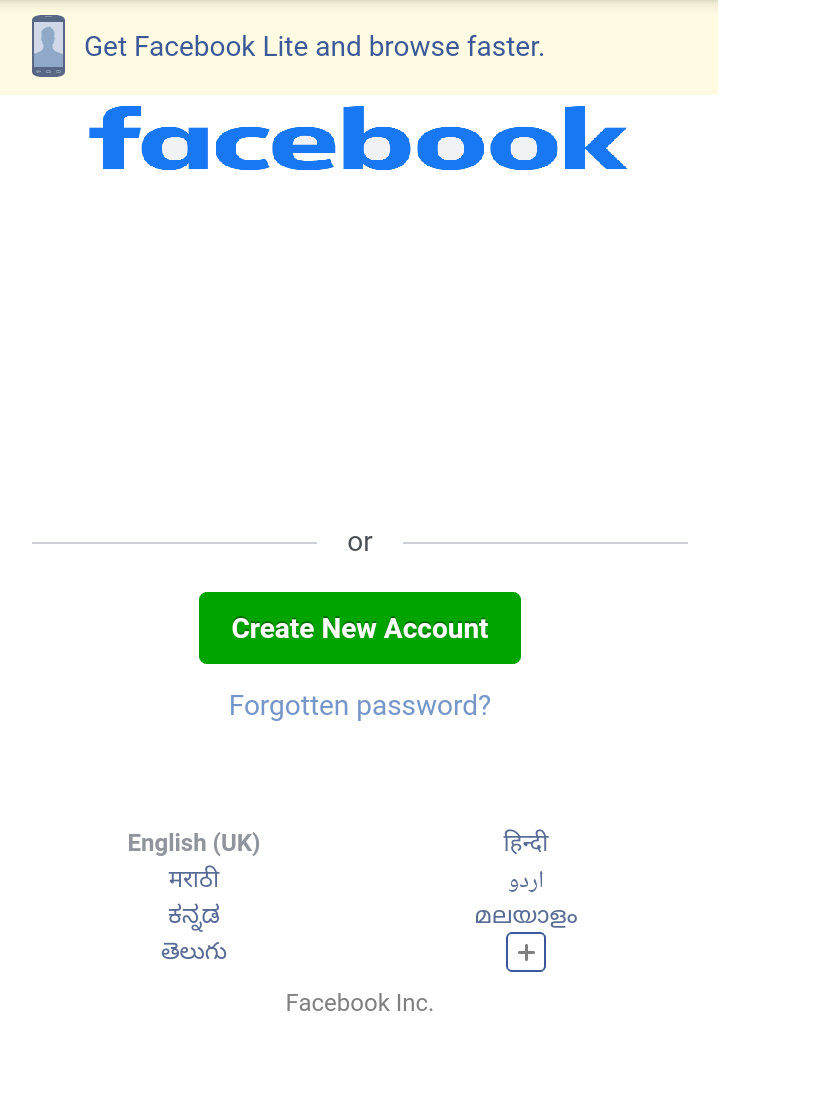 Get Facebook Lite and browse faster.
facebook
or
Create New Account
Forgotten password?
English (UK)
हिन्दी
मराठी
اردو
ಕನ್ನಡ
മലയാളം
తెలుగు
+
Facebook Inc.